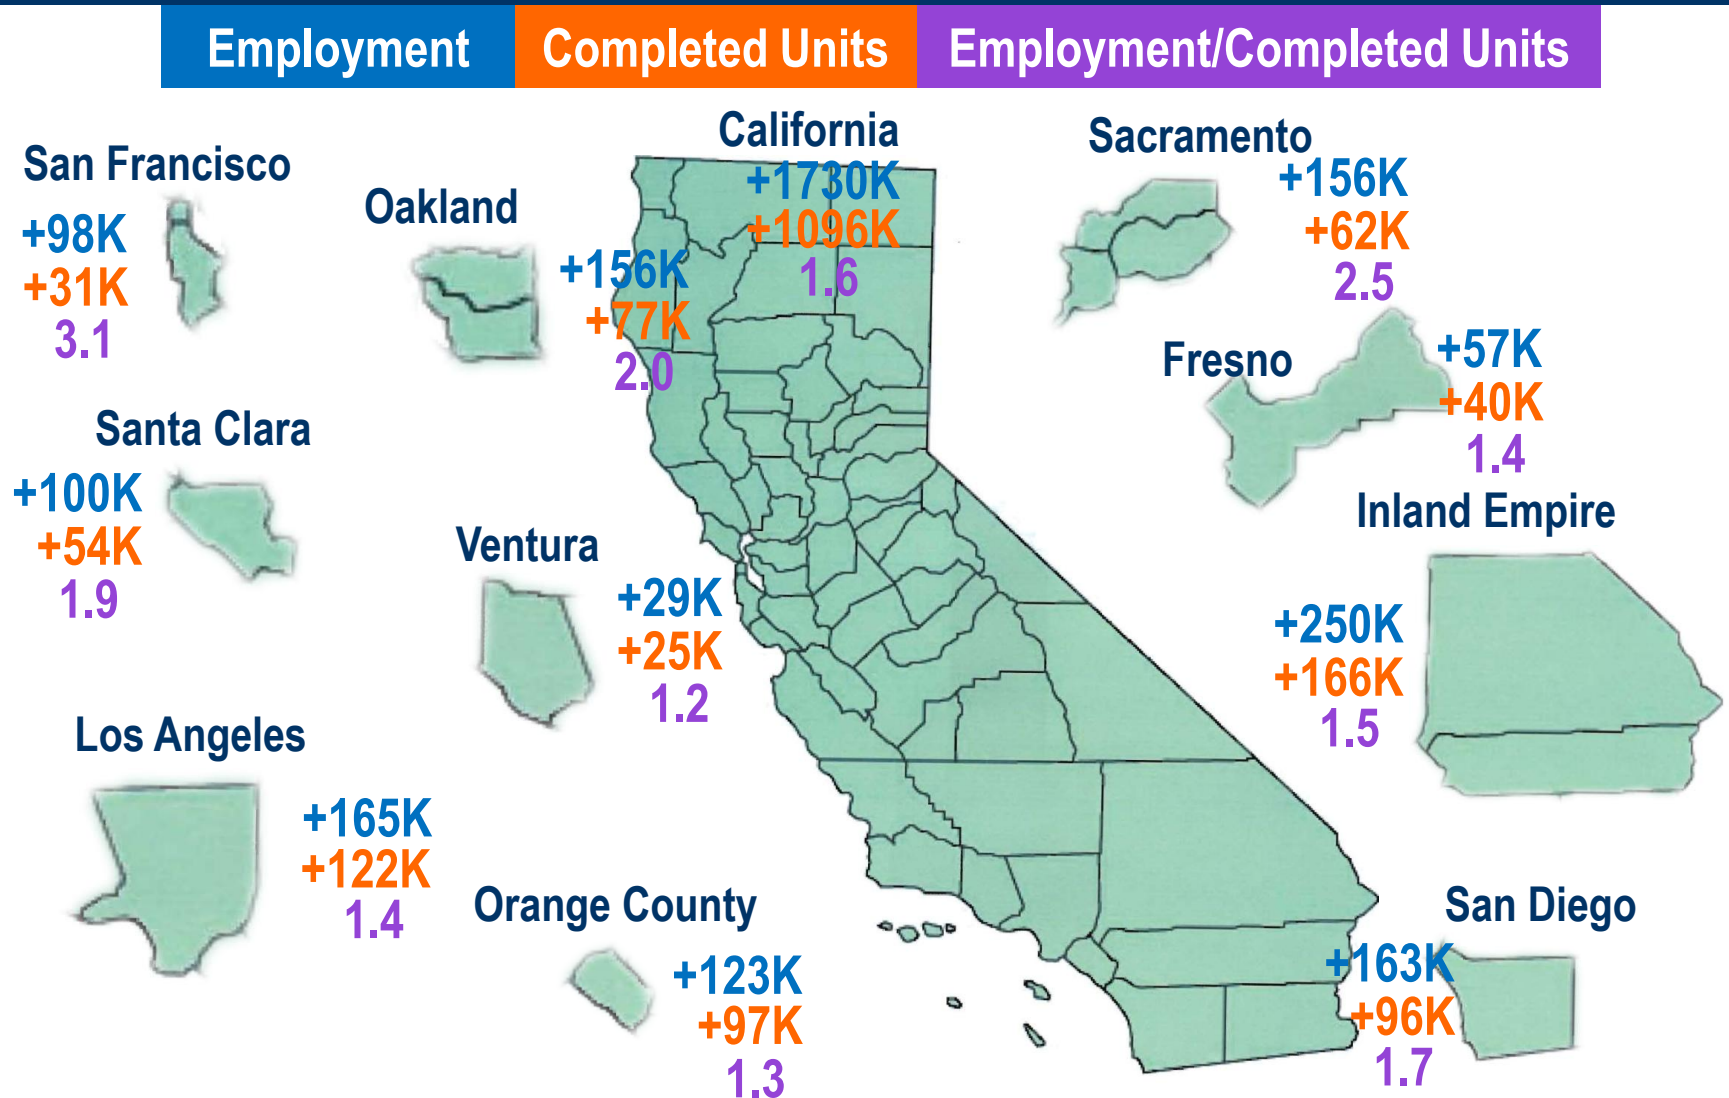 Employment
Completed Units
Employment/Completed Units
California
+1730K
+1096K
1.6
San Francisco
+98K
+31K
3.1
Oakland
+156K
+77K
2.0
Sacramento
+156K
+62K
2.5
Fresno
+57K
+40K
1.4
Santa Clara
+100K
+54K
1.9
Ventura
+29K
+25K
1.2
Inland Empire
+250K
+166K
1.5
Los Angeles
+165K
+122K
1.4
Orange County
+123K
+97K
1.3
San Diego
+163K
+96K
1.7